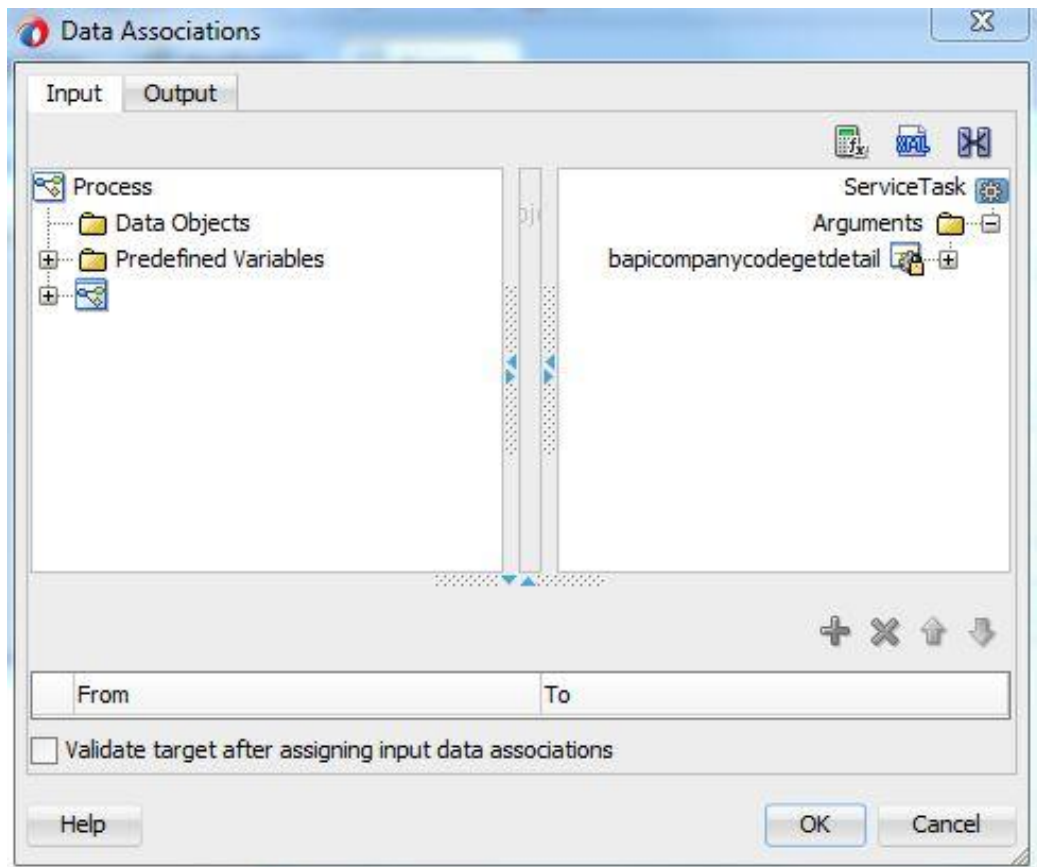 Data Associations
Input Output
Process
Data Objects
Predefined Variables
ServiceTask
Arguments
bapicompanycodegetdetail
From To
Validate target after assigning input data associations
Help OK Cancel